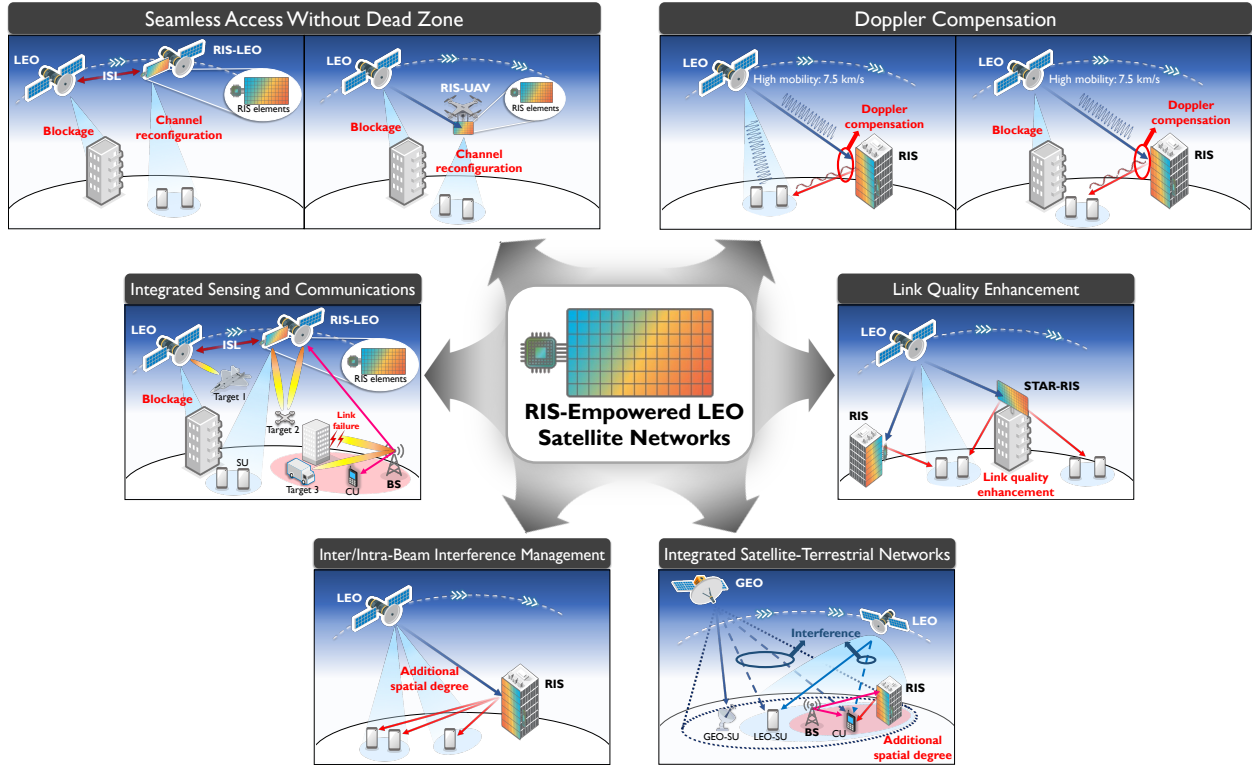 Seamless Access Without Dead Zone
LEO
ISL
RIS-LEO
RIS elements
Blockage
Channel
reconfiguration
LEO
RIS-UAV
RIS elements
Blockage
Channel
reconfiguration
Doppler Compensation
LEO
High mobility: 7.5 km/s
Doppler
compensation
RIS
LEO
High mobility: 7.5 km/s
Blockage
Doppler
compensation
RIS
Integrated Sensing and Communications
LEO
ISL
RIS-LEO
RIS elements
Target 1
Blockage
Target 2
Link
failure
SU
Target 3
CU
BS
RIS-Empowered LEO
Satellite Networks
Link Quality Enhancement
LEO
STAR-RIS
RIS
Link quality
enhancement
Inter/Intra-Beam Interference Management
LEO
Additional
spatial degree
RIS
Integrated Satellite-Terrestrial Networks
GEO
LEO
Interference
RIS
GEO-SU
LEO-SU
BS
CU
Additional
spatial degree